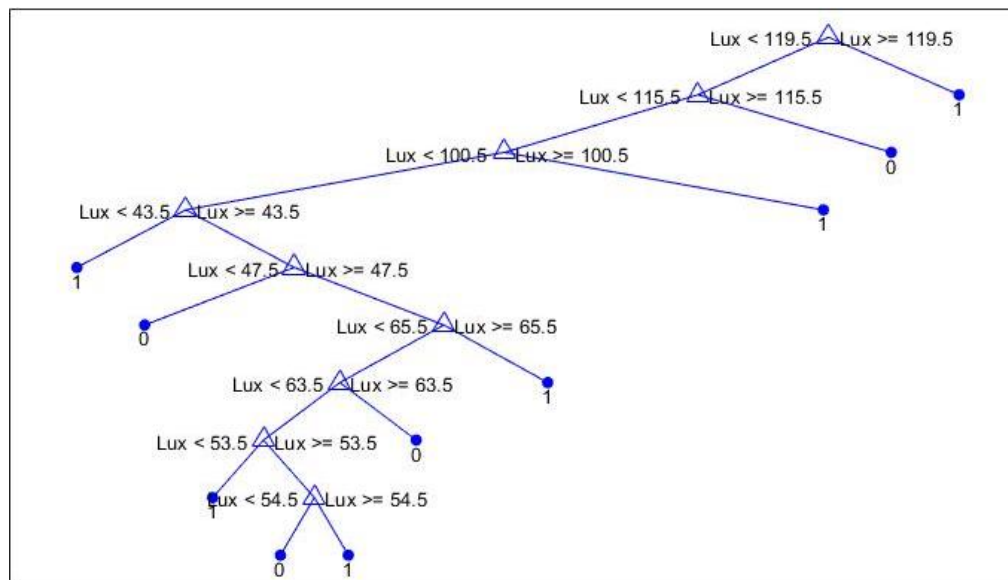 Lux < 119.5 Lux >= 119.5
Lux < 115.5 Lux >= 115.5
1
Lux < 100.5 Lux >= 100.5
0
Lux < 43.5 Lux >= 43.5
1
1
Lux < 47.5 Lux >= 47.5
0
Lux < 65.5 Lux >= 65.5
Lux < 63.5 Lux >= 63.5
1
Lux < 53.5 Lux >= 53.5
0
1
Lux < 54.5 Lux >= 54.5
0 1